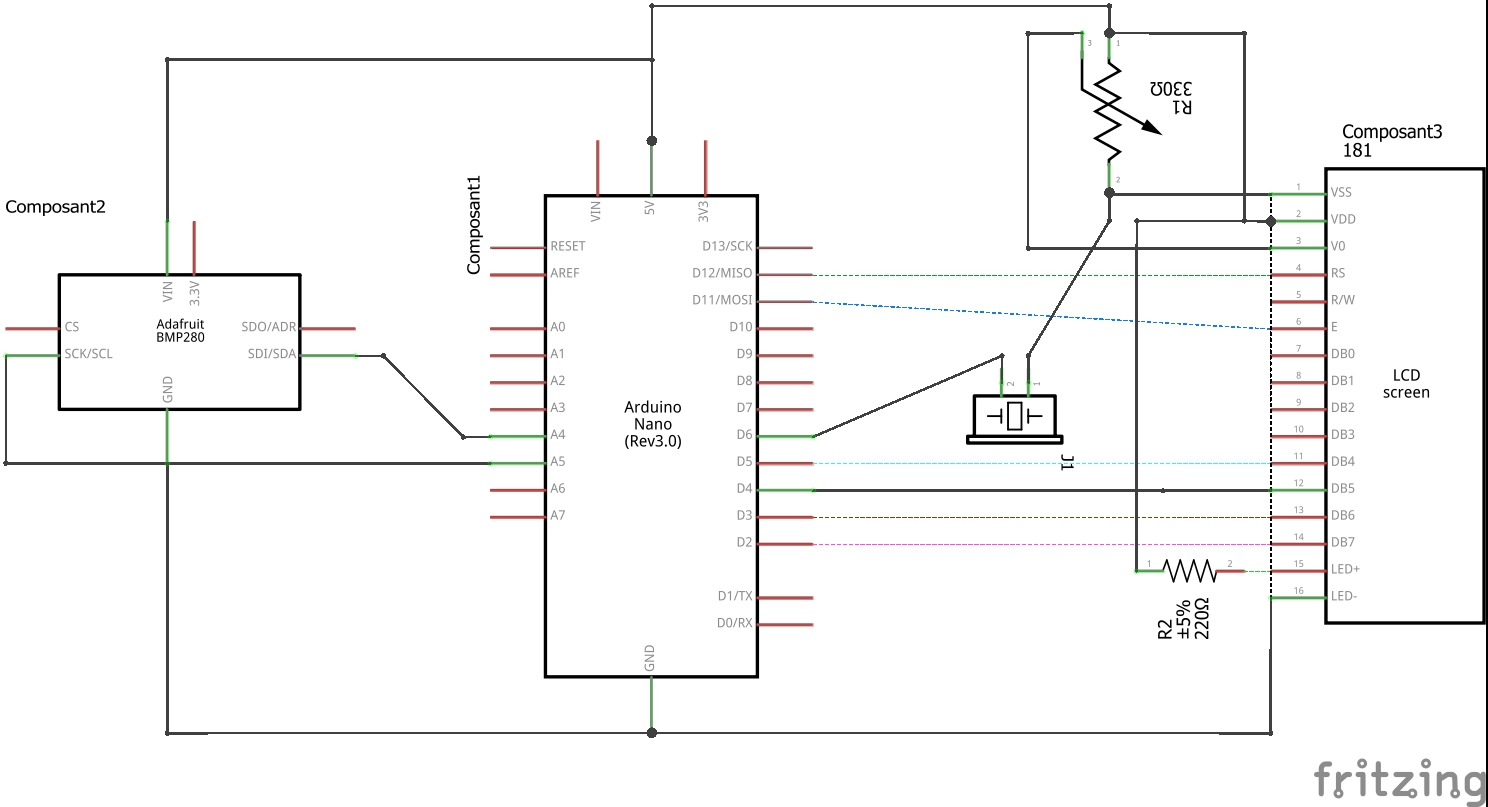 3
1
330Ω
R1
2
Composant3
181
Composant2
Composant1
VIN
5V
3V3
RESET
AREF
A0
A1
A2
A3
A4
A5
A6
A7
D13/SCK
D12/MISO
D11/MOSI
D10
D9
D8
D7
D6
D5
D4
D3
D2
D1/TX
D0/RX
GND
Arduino
Nano
(Rev3.0)
VIN
3.3V
CS
SCK/SCL
Adafruit
BMP280
SDO/ADR
SDI/SDA
GND
2
1
J1
1
2
R2
±5%
220Ω
1 VSS
2 VDD
3 V0
4 RS
5 R/W
6 E
7 DB0
8 DB1
9 DB2
10 DB3
11 DB4
12 DB5
13 DB6
14 DB7
15 LED+
16 LED-
LCD
screen
fritzing